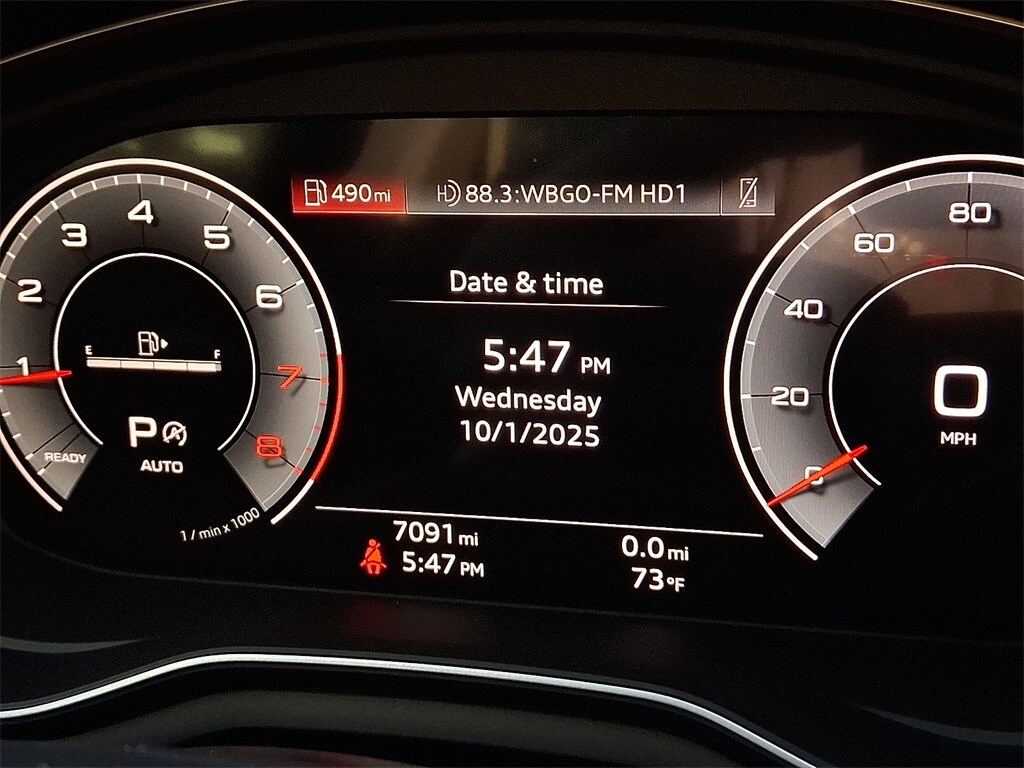 490 mi
HD 88.3:WBGO-FM HD1
Date & time
5:47 PM
Wednesday
10/1/2025
7091 mi
5:47 PM
0.0 mi
73°F
1
2
3
4
5
6
7
8
E F
P
A
AUTO
READY
1 / min x 1000
0
20
40
60
80
0
MPH